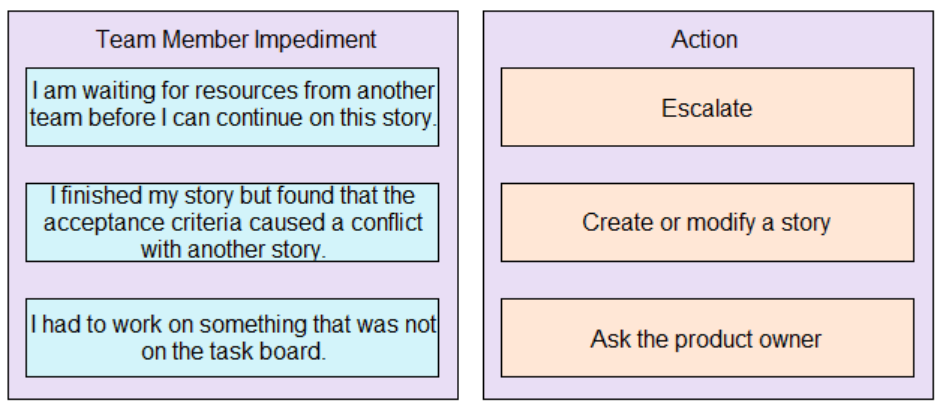 Team Member Impediment
I am waiting for resources from another
team before I can continue on this story.
I finished my story but found that the
acceptance criteria caused a conflict
with another story.
I had to work on something that was not
on the task board.
Action
Escalate
Create or modify a story
Ask the product owner